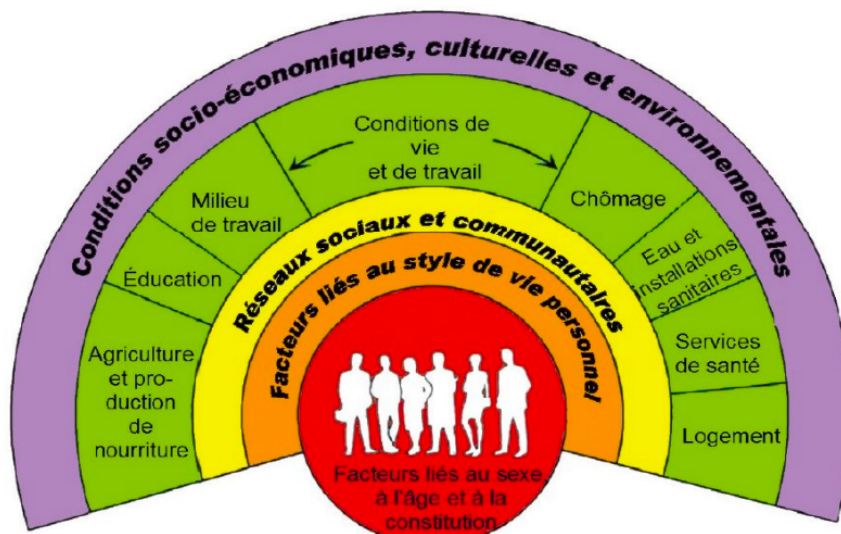 Conditions socio-économiques, culturelles et environnementales
Conditions de
vie
et de travail
Milieu
de travail
Éducation
Agriculture
et pro-
duction
de
nourriture
Chômage
Eau et
installations
sanitaires
Services
de santé
Logement
Réseaux sociaux et communautaires
Facteurs liés au style de vie personnel
Facteurs liés au sexe,
à l'âge et à la
constitution